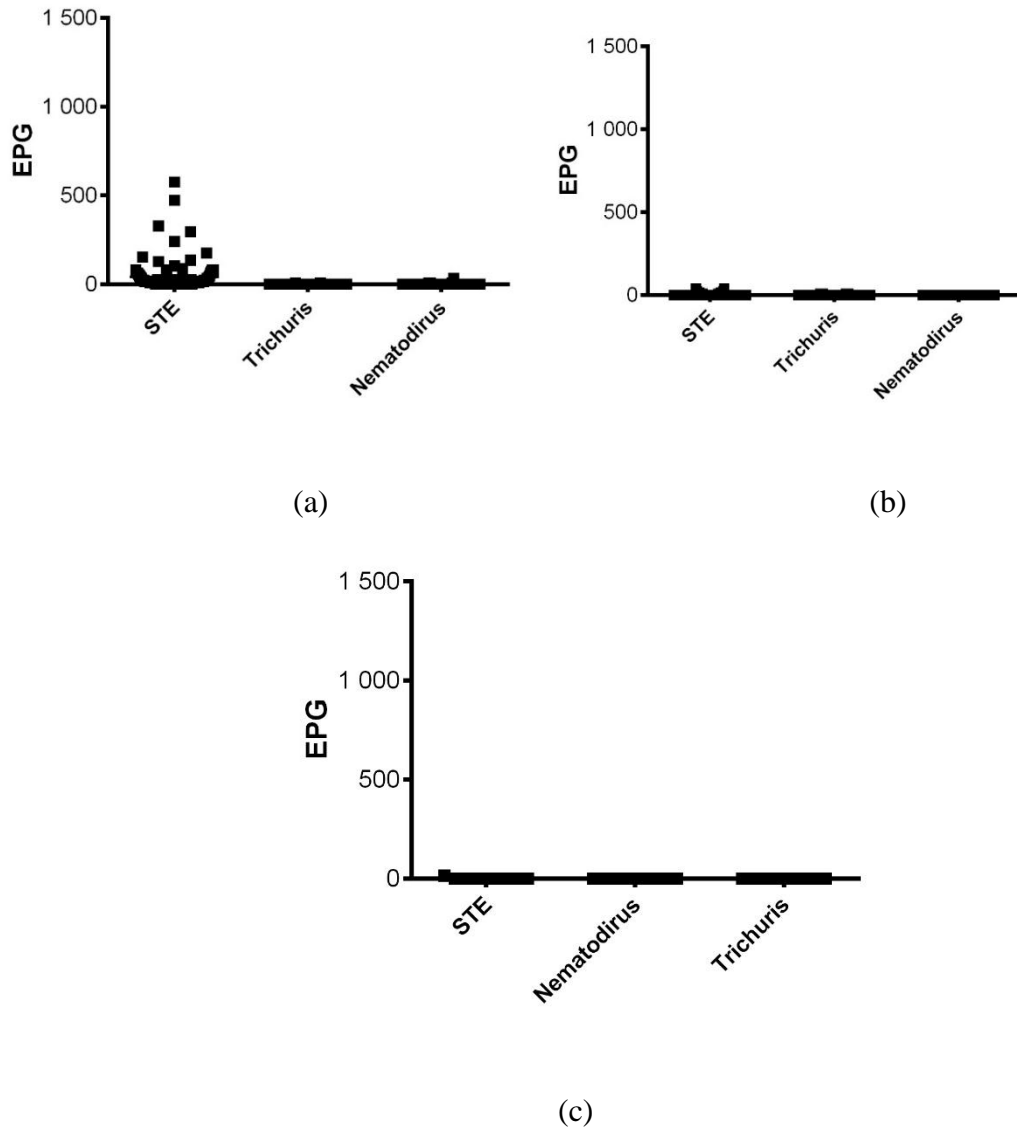 1 500
1 000
EPG
500
0
STE
Trichuris
Nematodirus
(a)
1 500
1 000
EPG
500
0
STE
Trichuris
Nematodirus
(b)
1 500
1 000
EPG
500
0
STE
Nematodirus
Trichuris
(c)